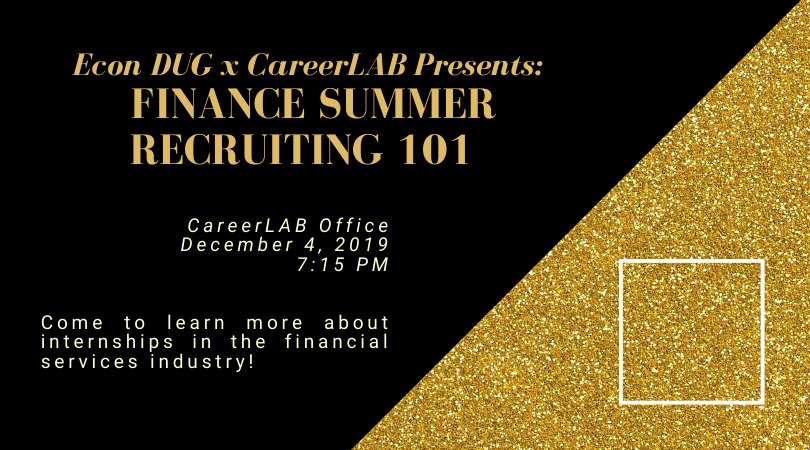 Econ DUG x CareerLAB Presents:
FINANCE SUMMER
RECRUITING 101
CareerLAB Office
December 4, 2019
7:15 PM
Come to learn more about
internships in the financial
services industry!